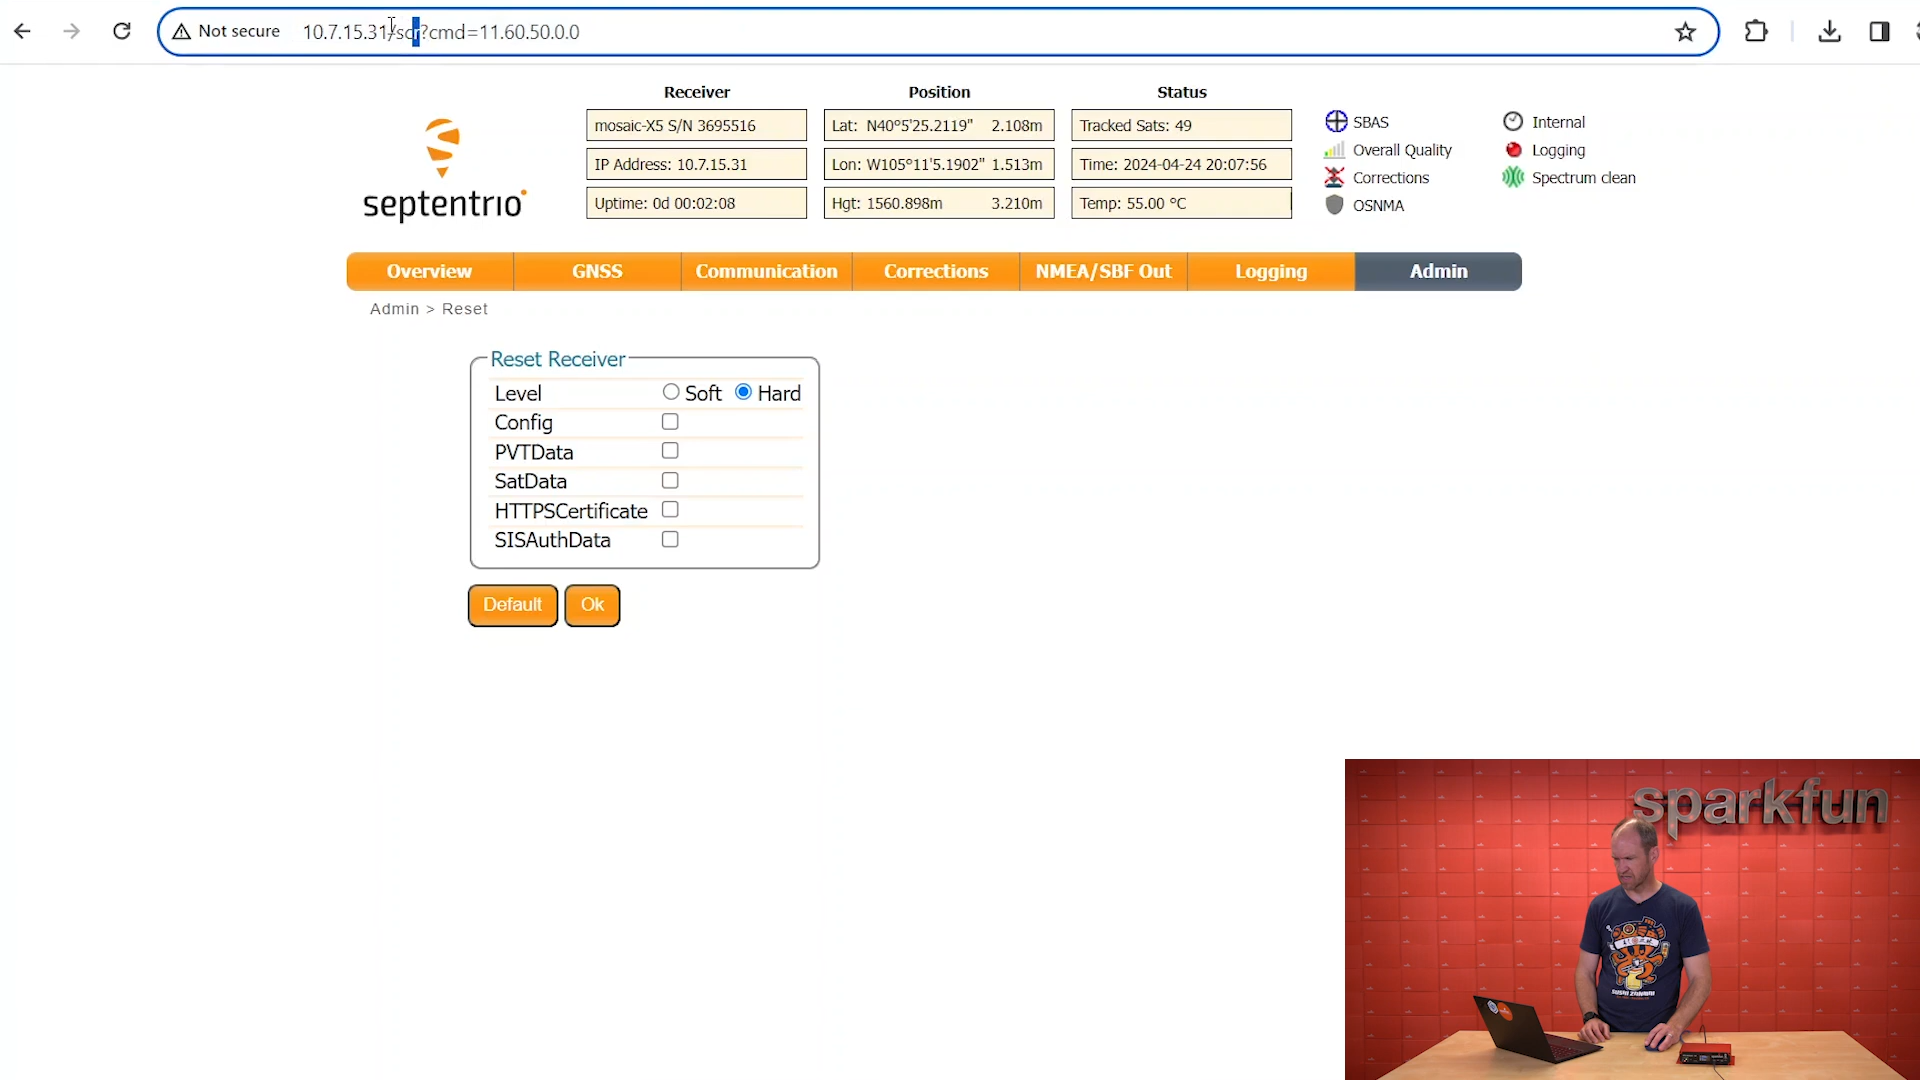 Not secure 10.7.15.31/scr?cmd=11.60.50.0.0
septentrio
Receiver
mosaic-X5 S/N 3695516
IP Address: 10.7.15.31
Uptime: 0d 00:02:08
Position
Lat: N40°5'25.2119" 2.108m
Lon: W105°11'5.1902" 1.513m
Hgt: 1560.898m 3.210m
Status
Tracked Sats: 49
Time: 2024-04-24 20:07:56
Temp: 55.00 °C
SBAS
Overall Quality
Corrections
OSNMA
Internal
Logging
Spectrum clean
Overview GNSS Communication Corrections NMEA/SBF Out Logging Admin
Admin > Reset
Reset Receiver
Level Soft Hard
Config
PVTData
SatData
HTTPSCertificate
SISAuthData
Default Ok
sparkfun